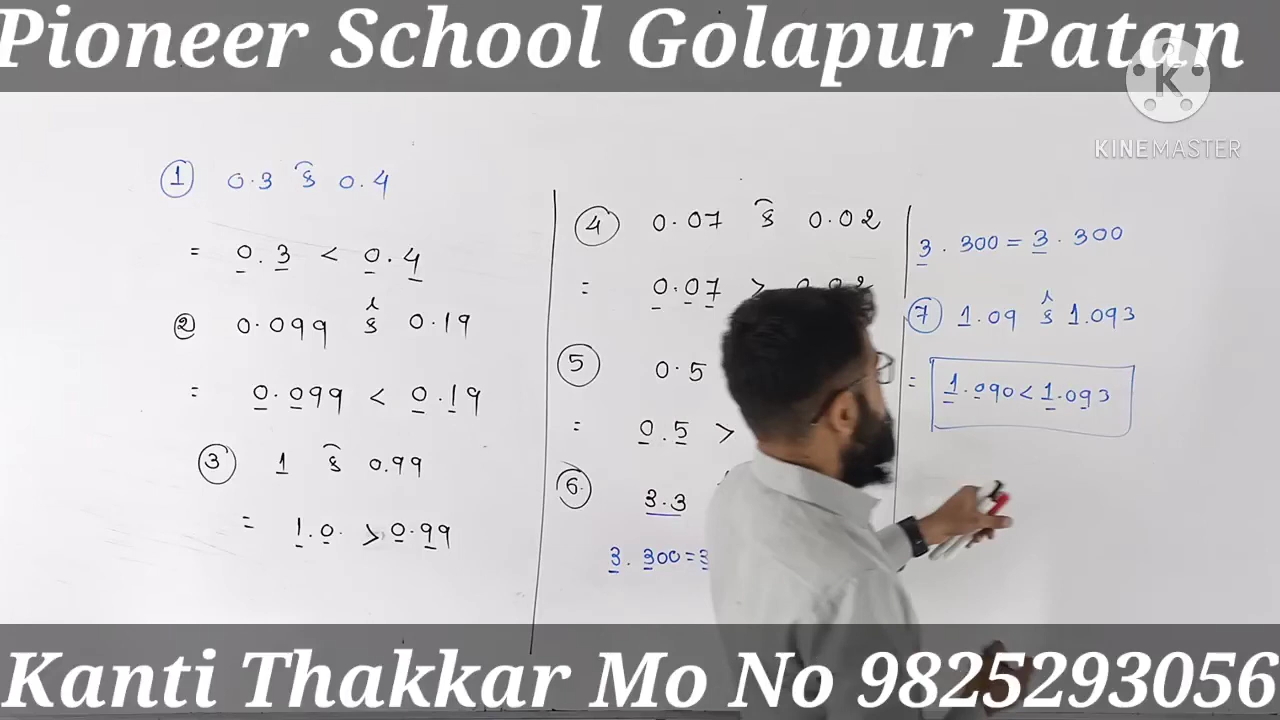 Pioneer School Golapur Patan
KINEMASTER
① 0.3 કે 0.4
= 0.3 < 0.4
② 0.099 કે 0.19
= 0.099 < 0.19
③ 1 કે 0.99
= 1.0 > 0.99
④ 0.07 કે 0.02
= 0.07 >
⑤ 0.5
= 0.5 >
⑥ 3.3
3.300 = 3
3.300 = 3.300
⑦ 1.09 કે 1.093
= 1.090 < 1.093
Kanti Thakkar Mo No 9825293056